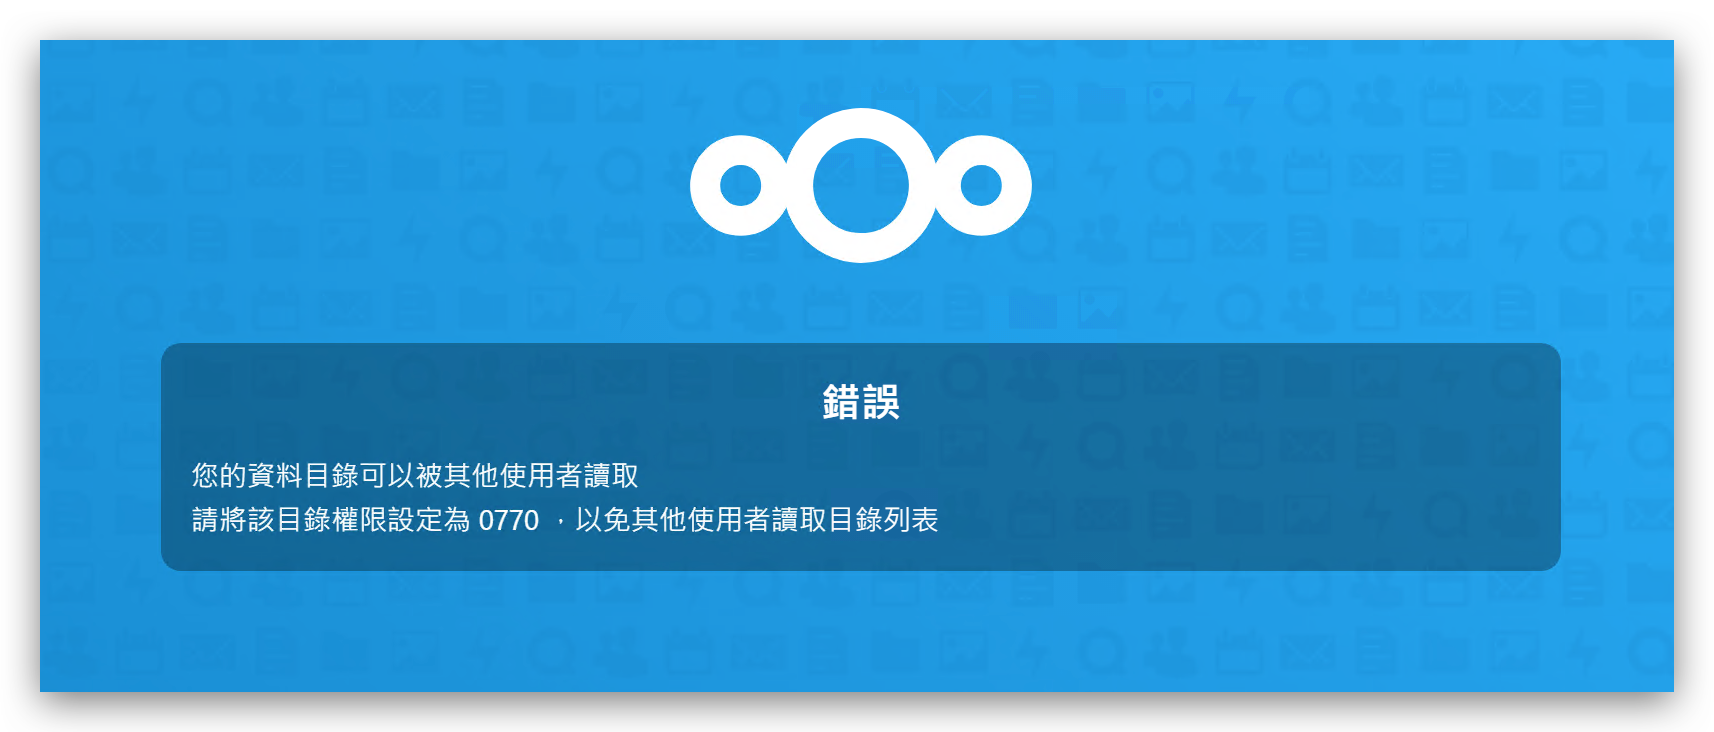 錯誤
您的資料目錄可以被其他使用者讀取
請將該目錄權限設定為 0770 ，以免其他使用者讀取目錄列表